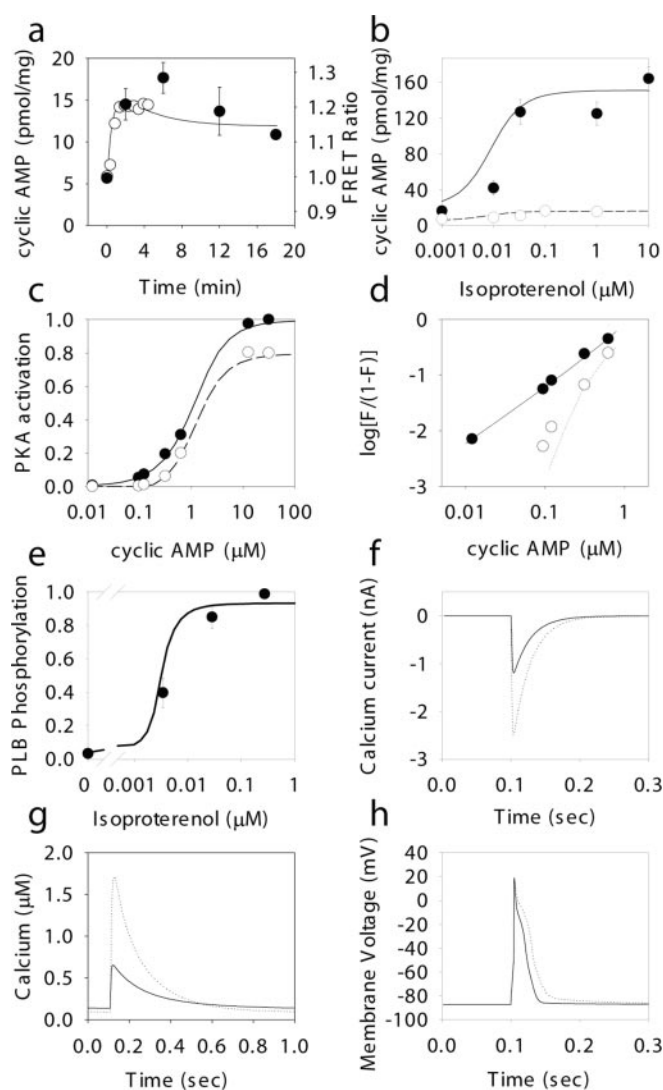 a
20
15
10
5
0
cyclic AMP (pmol/mg)
1.3
1.2
1.1
1.0
0.9
FRET Ratio
0 4 8 12 16 20
Time (min)
b
160
120
80
40
0
cyclic AMP (pmol/mg)
0.001 0.01 0.1 1 10
Isoproterenol (μM)
c
1.0
0.8
0.6
0.4
0.2
0.0
PKA activation
0.01 0.1 1 10 100
cyclic AMP (μM)
d
0
-1
-2
-3
log[F/(1-F)]
0.01 0.1 1
cyclic AMP (μM)
e
1.0
0.8
0.6
0.4
0.2
0.0
PLB Phosphorylation
0 0.001 0.01 0.1 1
Isoproterenol (μM)
f
0
-1
-2
-3
Calcium current (nA)
0.0 0.1 0.2 0.3
Time (sec)
g
2.0
1.5
1.0
0.5
0.0
Calcium (μM)
0.0 0.2 0.4 0.6 0.8 1.0
Time (sec)
h
40
20
0
-20
-40
-60
-80
-100
Membrane Voltage (mV)
0.0 0.1 0.2 0.3
Time (sec)